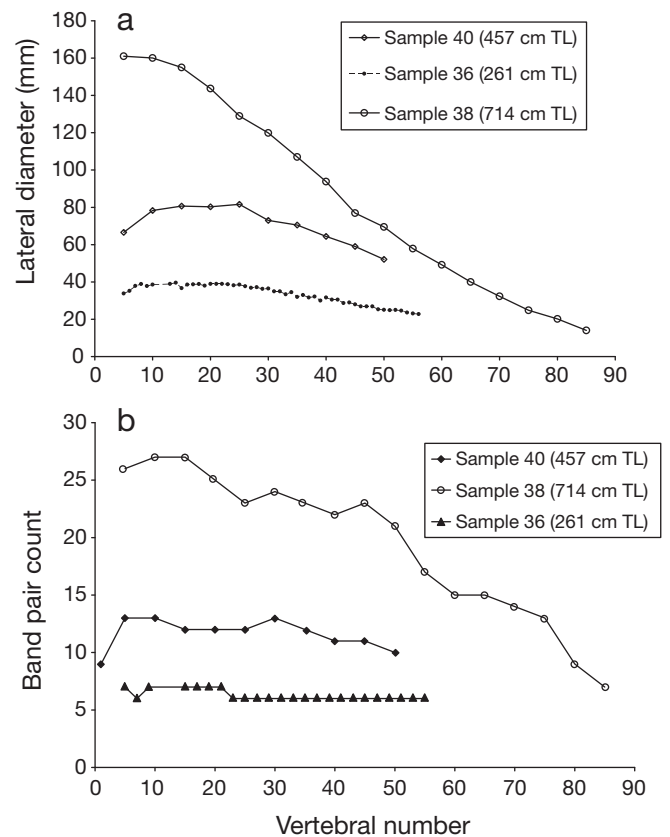 a
Lateral diameter (mm)
180
160
140
120
100
80
60
40
20
0
Sample 40 (457 cm TL)
Sample 36 (261 cm TL)
Sample 38 (714 cm TL)
0 10 20 30 40 50 60 70 80 90
b
Band pair count
30
25
20
15
10
5
0
Sample 40 (457 cm TL)
Sample 38 (714 cm TL)
Sample 36 (261 cm TL)
0 10 20 30 40 50 60 70 80 90
Vertebral number